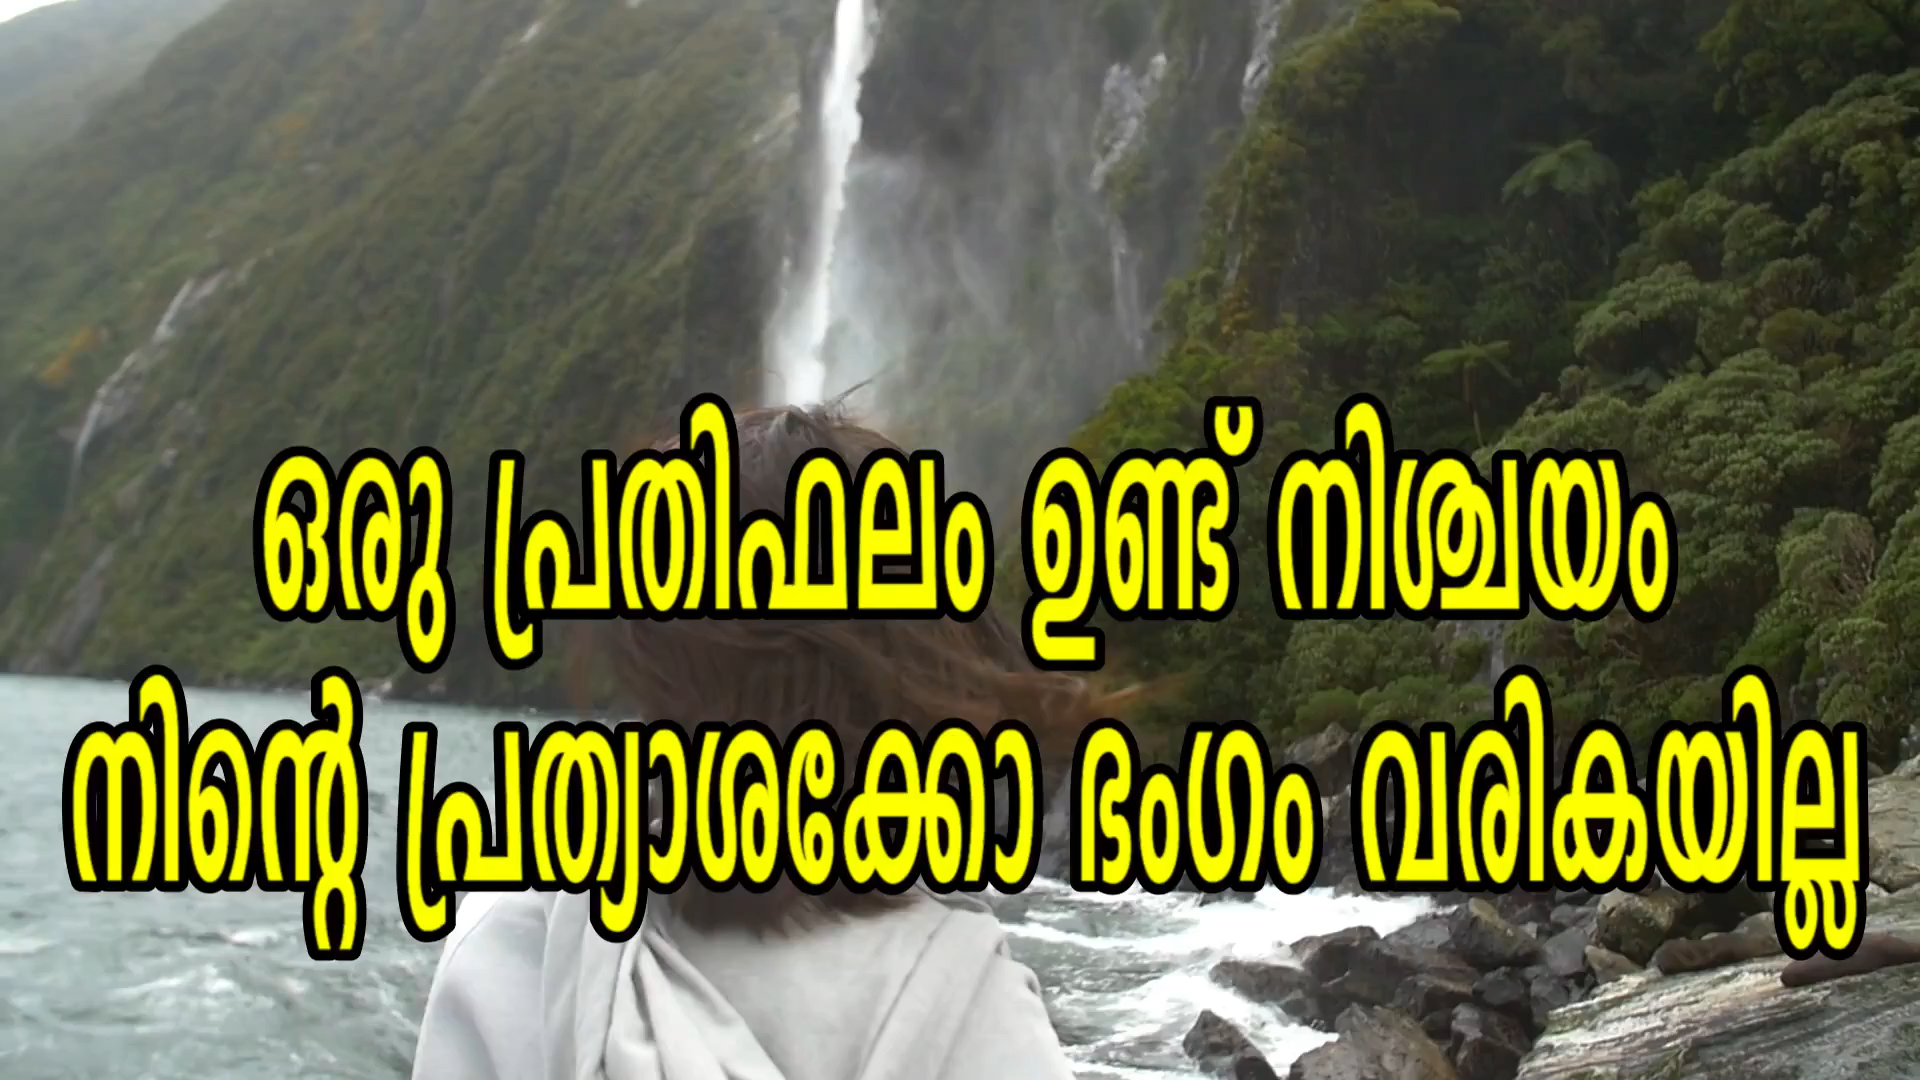 ഒരു പ്രതിഫലം ഉണ്ട് നിശ്ചയം
നിന്റെ പ്രത്യാശക്കോ ഭംഗം വരികയില്ല